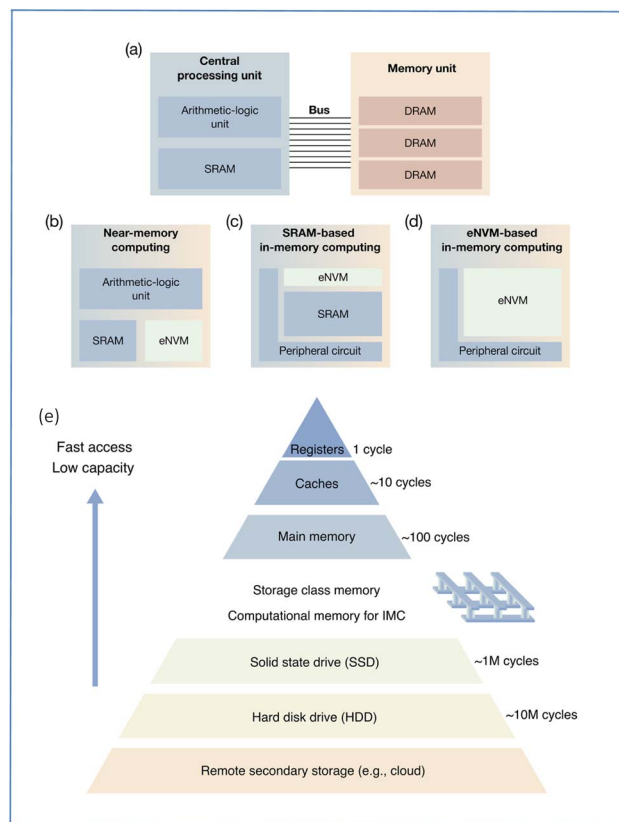 (a)
Central
processing unit
Arithmetic-logic
unit
SRAM
Bus
Memory unit
DRAM
DRAM
DRAM
(b)
Near-memory
computing
Arithmetic-logic
unit
SRAM
eNVM
(c)
SRAM-based
in-memory computing
eNVM
SRAM
Peripheral circuit
(d)
eNVM-based
in-memory computing
eNVM
Peripheral circuit
(e)
Fast access
Low capacity
Registers
1 cycle
Caches
~10 cycles
Main memory
~100 cycles
Storage class memory
Computational memory for IMC
Solid state drive (SSD)
~1M cycles
Hard disk drive (HDD)
~10M cycles
Remote secondary storage (e.g., cloud)